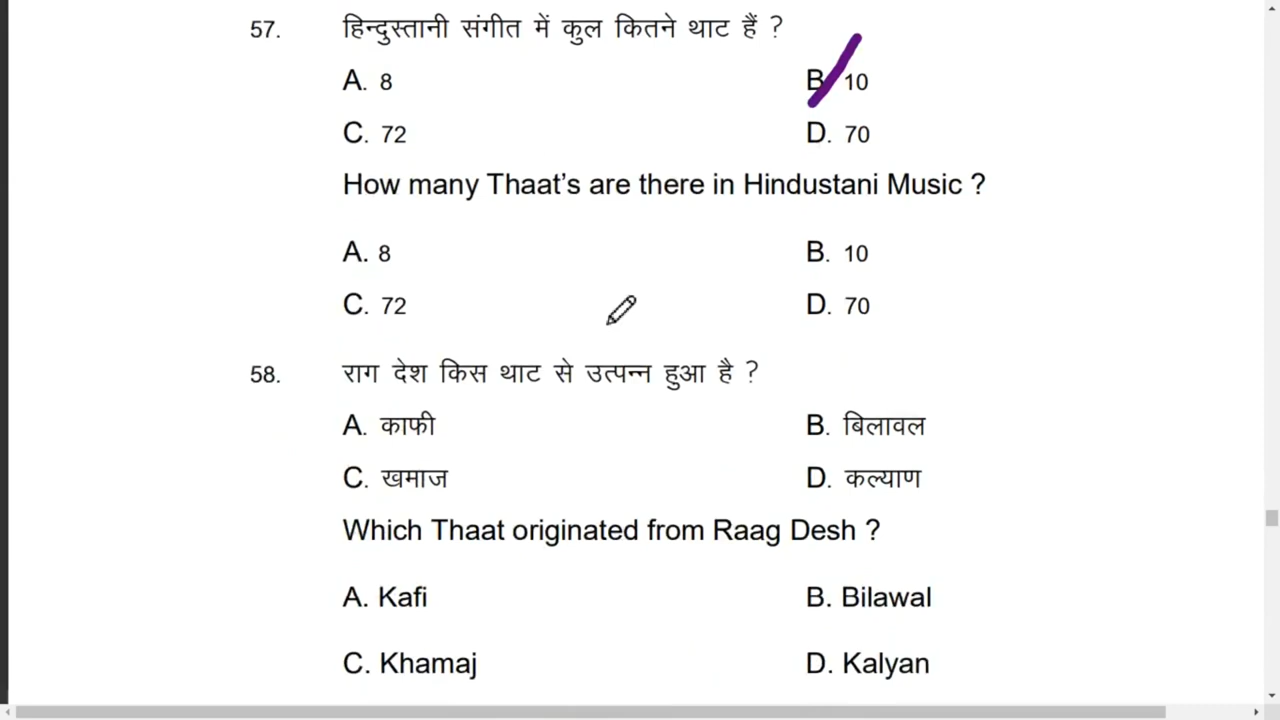 57. हिन्दुस्तानी संगीत में कुल कितने थाट हैं ?
A. 8 B. 10
C. 72 D. 70
How many Thaat’s are there in Hindustani Music ?
A. 8 B. 10
C. 72 D. 70
58. राग देश किस थाट से उत्पन्न हुआ है ?
A. काफी B. बिलावल
C. खमाज D. कल्याण
Which Thaat originated from Raag Desh ?
A. Kafi B. Bilawal
C. Khamaj D. Kalyan